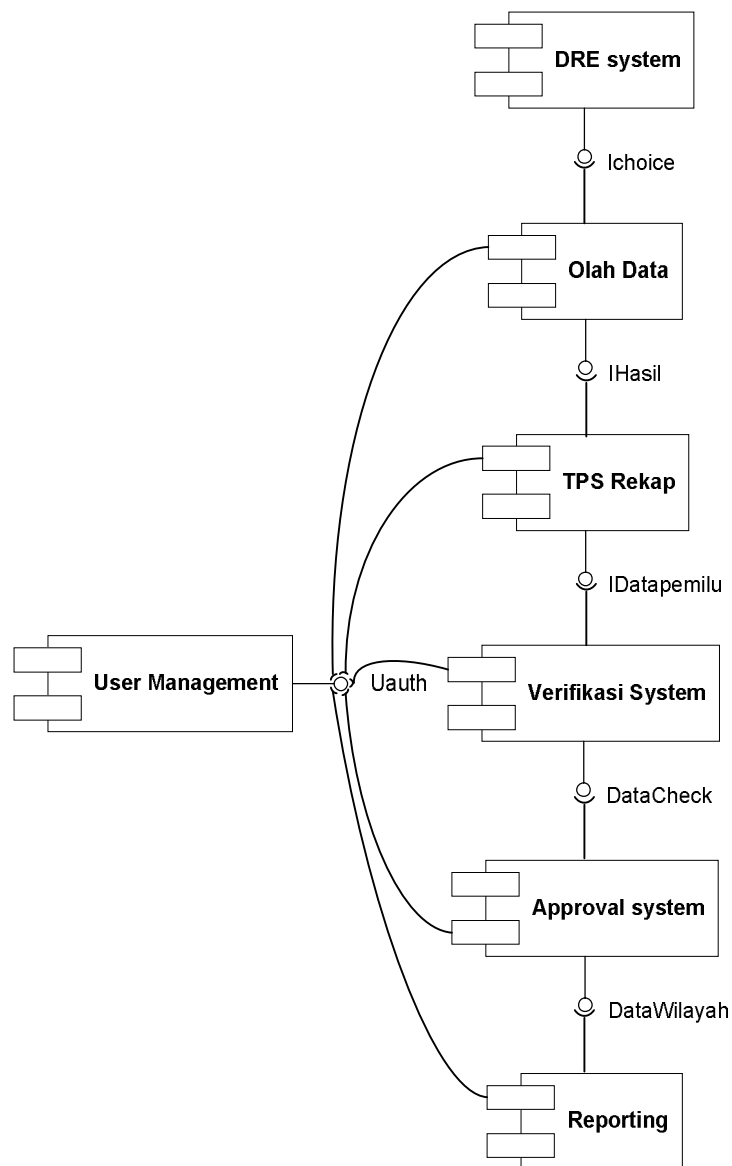 DRE system
Ichoice
Olah Data
IHasil
TPS Rekap
IDatapemilu
User Management
Uauth
Verifikasi System
DataCheck
Approval system
DataWilayah
Reporting